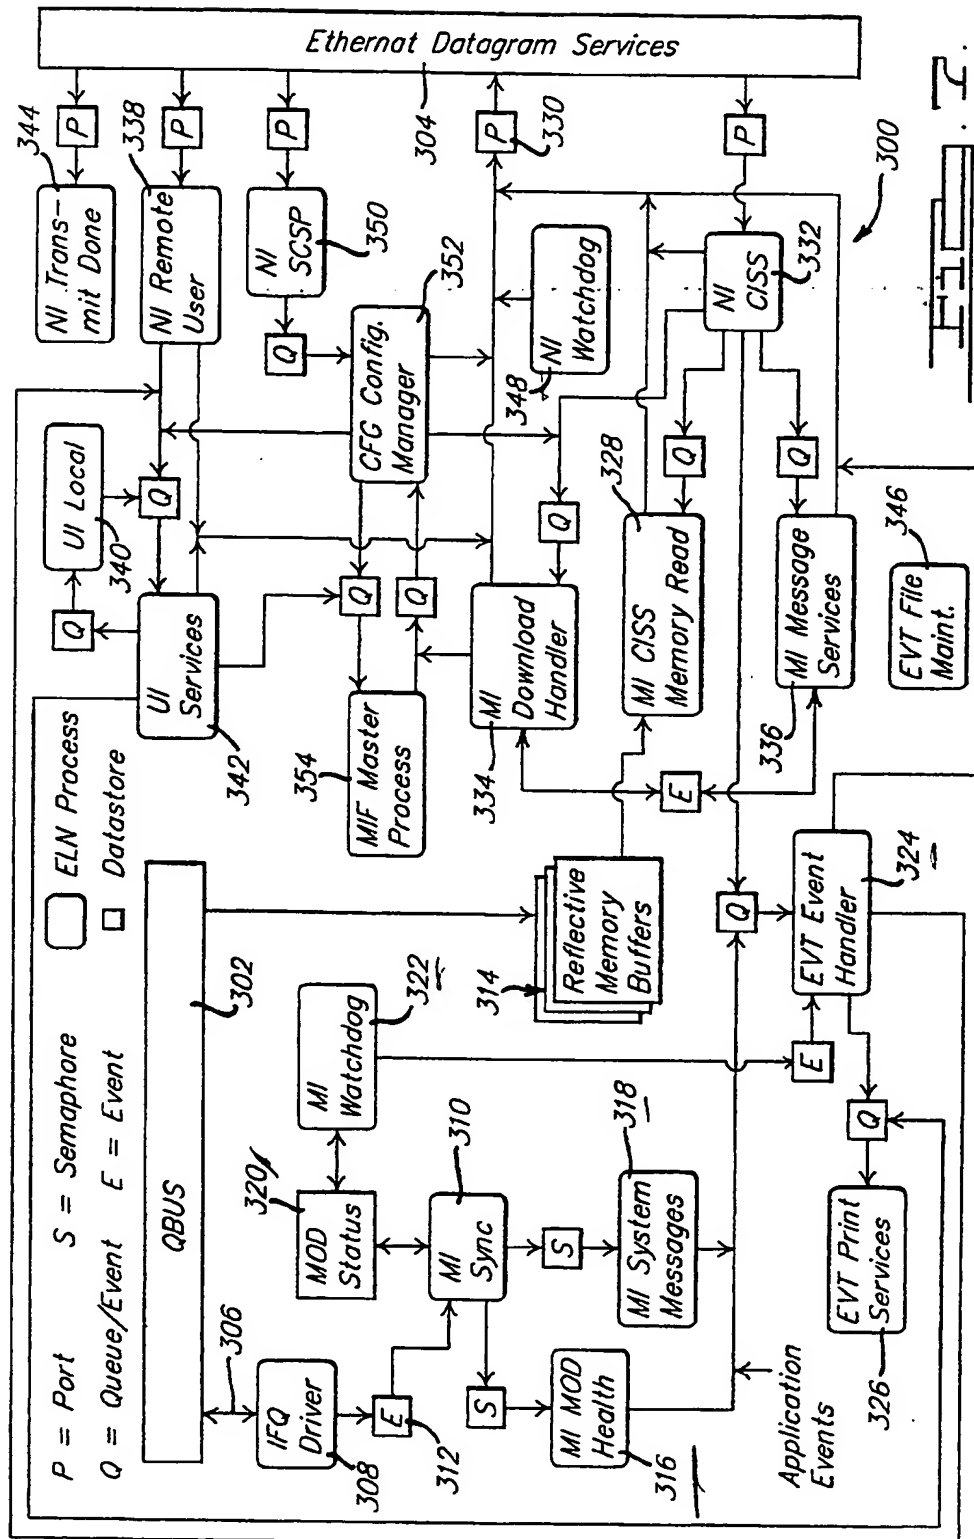 P = Port
S = Semaphore
ELN Process
Q = Queue/Event
E = Event
Datastore
QBUS
302
306
IFQ
Driver
308
E
312
MI
Sync
310
MOD
Status
320
MI
Watchdog
322
S
S
MI MOD
Health
316
MI System
Messages
318
Application
Events
EVT Print
Services
326
Q
E
EVT Event
Handler
324
Q
Reflective
Memory
Buffers
314
UI
Services
342
Q
UI Local
340
Q
NI Trans-
mit Done
344
P
NI Remote
User
338
P
NI
SCSP
350
P
Q
CFG Config.
Manager
352
Q
Q
MIF Master
Process
354
MI
Download
Handler
334
Q
NI
Watchdog
348
E
MI CISS
Memory Read
328
Q
NI
CISS
332
P
P
330
MI Message
Services
336
Q
EVT File
Maint.
346
Ethernat Datagram Services
304
300